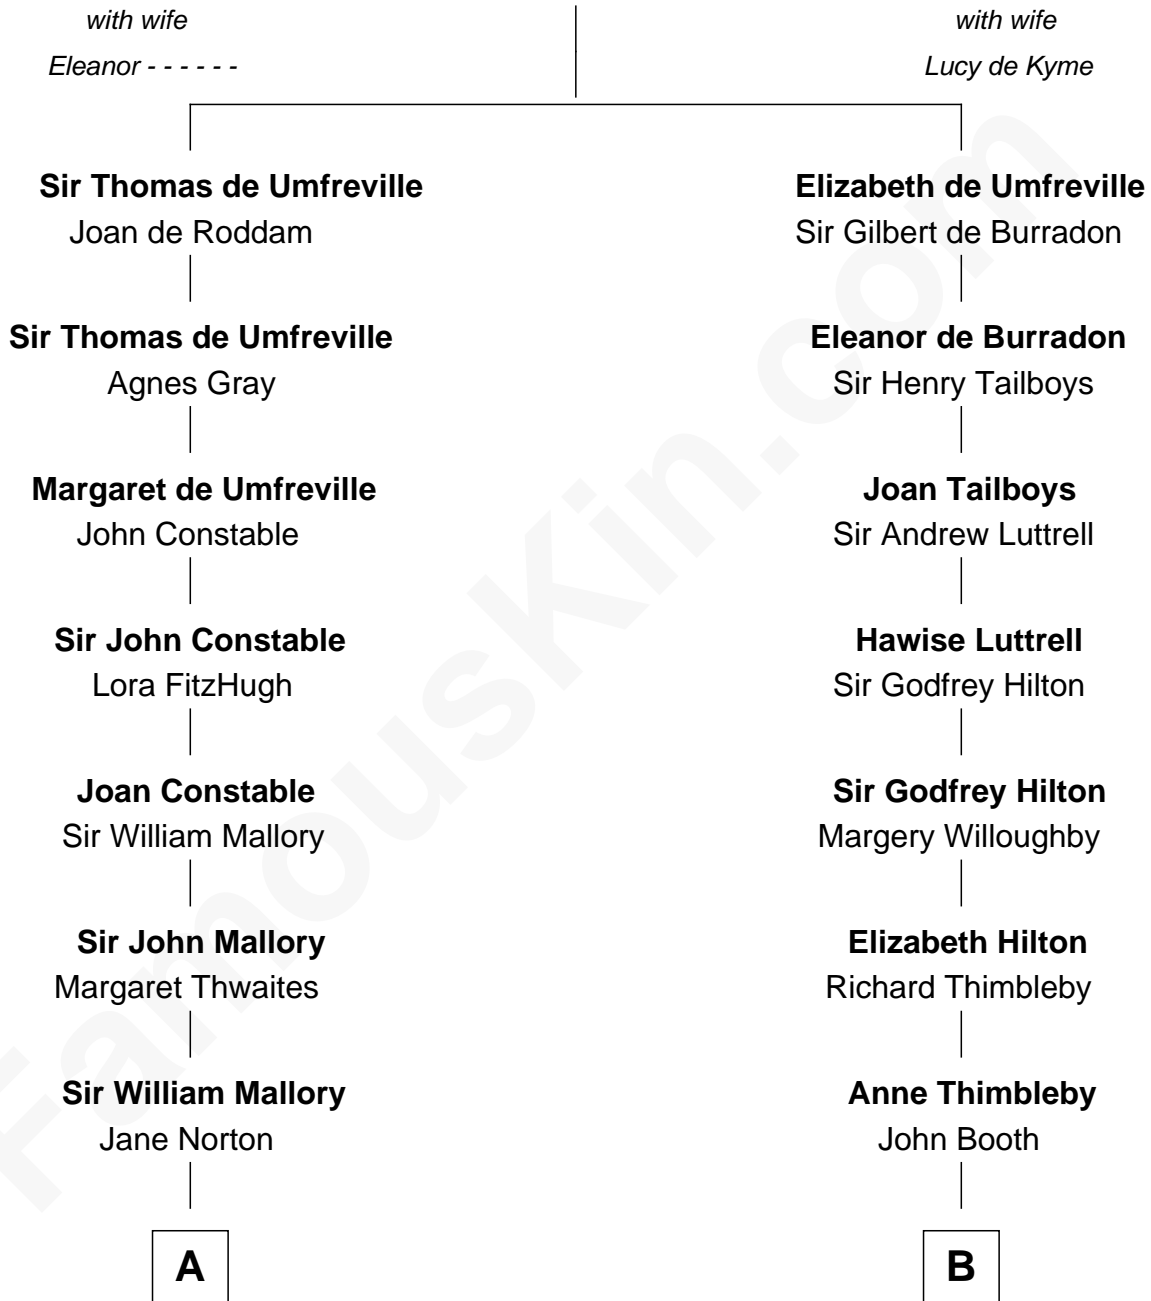 with wife
Eleanor - - - - - -
with wife
Lucy de Kyme
Sir Thomas de Umfreville
Joan de Roddam
Elizabeth de Umfreville
Sir Gilbert de Burradon
Sir Thomas de Umfreville
Agnes Gray
Eleanor de Burradon
Sir Henry Tailboys
Margaret de Umfreville
John Constable
Joan Tailboys
Sir Andrew Luttrell
Sir John Constable
Lora FitzHugh
Hawise Luttrell
Sir Godfrey Hilton
Joan Constable
Sir William Mallory
Sir Godfrey Hilton
Margery Willoughby
Sir John Mallory
Margaret Thwaites
Elizabeth Hilton
Richard Thimbleby
Sir William Mallory
Jane Norton
Anne Thimbleby
John Booth
A
B
FamousKin.com